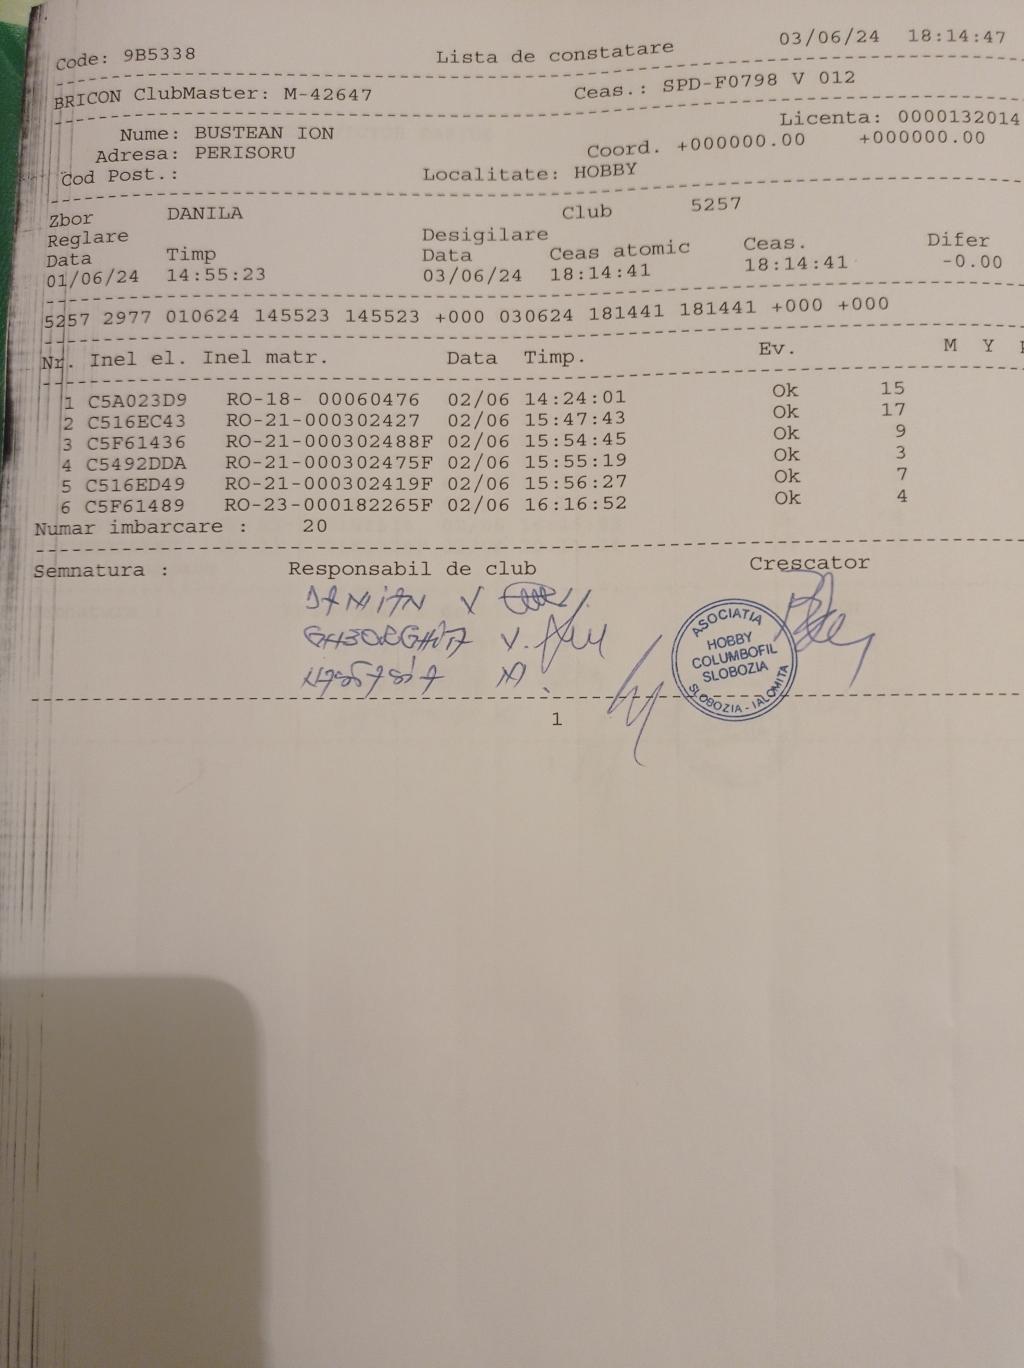 Code: 9B5338 Lista de constatare 03/06/24 18:14:47
BRICON ClubMaster: M-42647 Ceas.: SPD-F0798 V 012
Licenta: 0000132014
Nume: BUSTEAN ION
Adresa: PERISORU Coord. +000000.00 +000000.00
Cod Post.: Localitate: HOBBY
Zbor DANILA Club 5257
Reglare Desigilare
Data Timp Data Ceas atomic Ceas. Difer
01/06/24 14:55:23 03/06/24 18:14:41 18:14:41 -0.00
5257 2977 010624 145523 145523 +000 030624 181441 181441 +000 +000
Nr. Inel el. Inel matr. Data Timp. Ev. M Y
1 C5A023D9 RO-18- 00060476 02/06 14:24:01 Ok 15
2 C516EC43 RO-21-000302427 02/06 15:47:43 Ok 17
3 C5F61436 RO-21-000302488F 02/06 15:54:45 Ok 9
4 C5492DDA RO-21-000302475F 02/06 15:55:19 Ok 3
5 C516ED49 RO-21-000302419F 02/06 15:56:27 Ok 7
6 C5F61489 RO-23-000182265F 02/06 16:16:52 Ok 4
Numar imbarcare : 20
Semnatura : Responsabil de club Crescator
DAMIAN V
GHEORGHITA V.
ASOCIATIA
HOBBY
COLUMBOFIL
SLOBOZIA
SLOBOZIA - IALOMITA
1